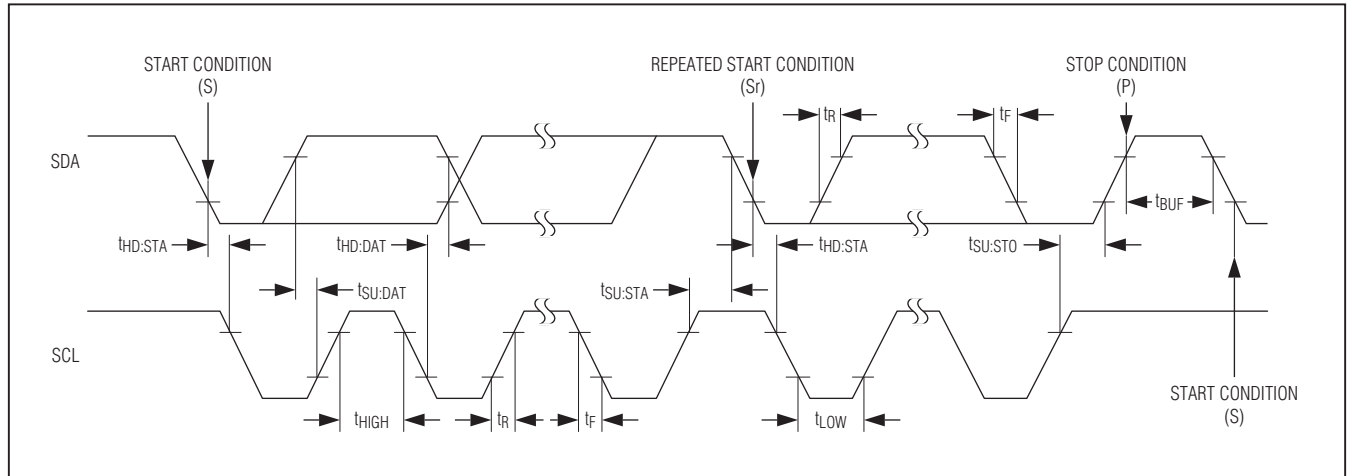 START CONDITION
(S)
REPEATED START CONDITION
(Sr)
STOP CONDITION
(P)
tR
tF
SDA
tBUF
tHD:STA
tHD:DAT
tHD:STA
tSU:STO
tSU:DAT
tSU:STA
SCL
tHIGH
tR
tF
tLOW
START CONDITION
(S)